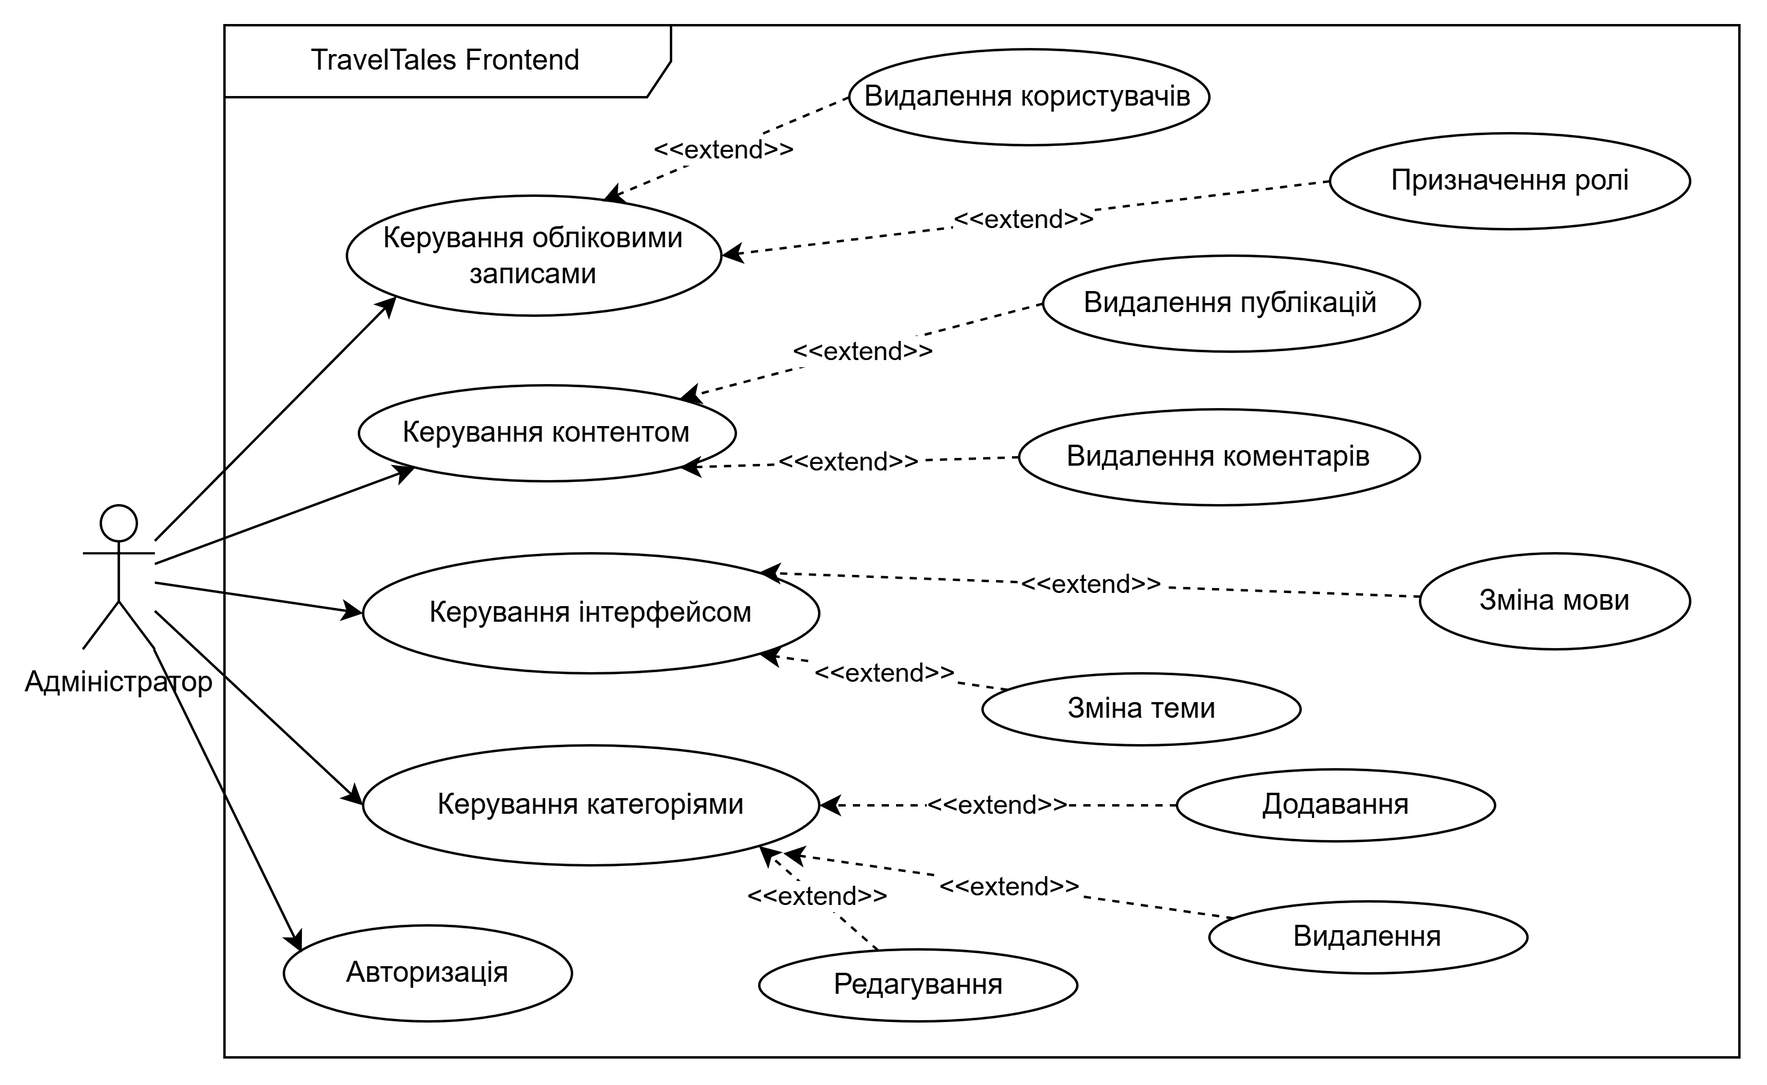 TravelTales Frontend
Видалення користувачів
<<extend>>
Призначення ролі
<<extend>>
Керування обліковими
записами
Видалення публікацій
<<extend>>
Керування контентом
Видалення коментарів
<<extend>>
Керування інтерфейсом
<<extend>>
Зміна мови
<<extend>>
Зміна теми
Адміністратор
Керування категоріями
<<extend>>
Додавання
<<extend>>
<<extend>>
Видалення
Авторизація
Редагування